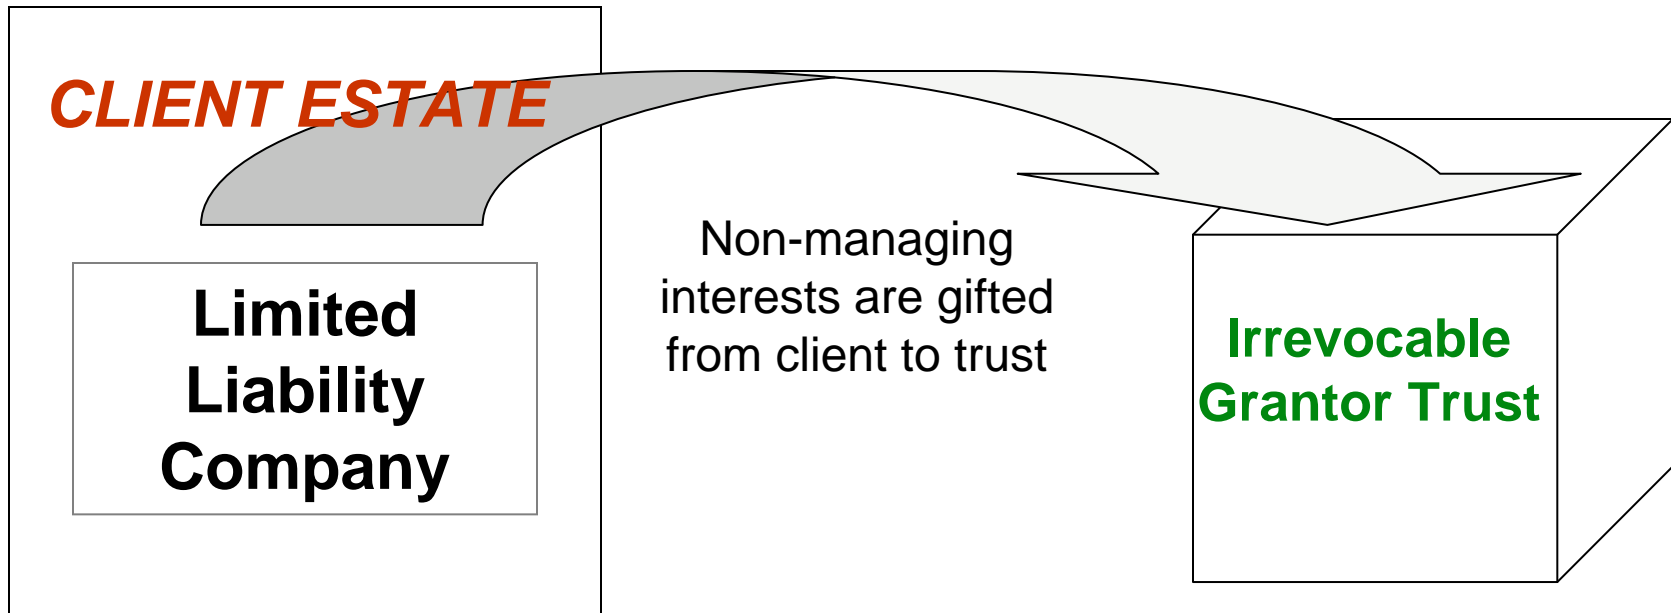 CLIENT ESTATE
Limited
Liability
Company
Non-managing
interests are gifted
from client to trust
Irrevocable
Grantor Trust